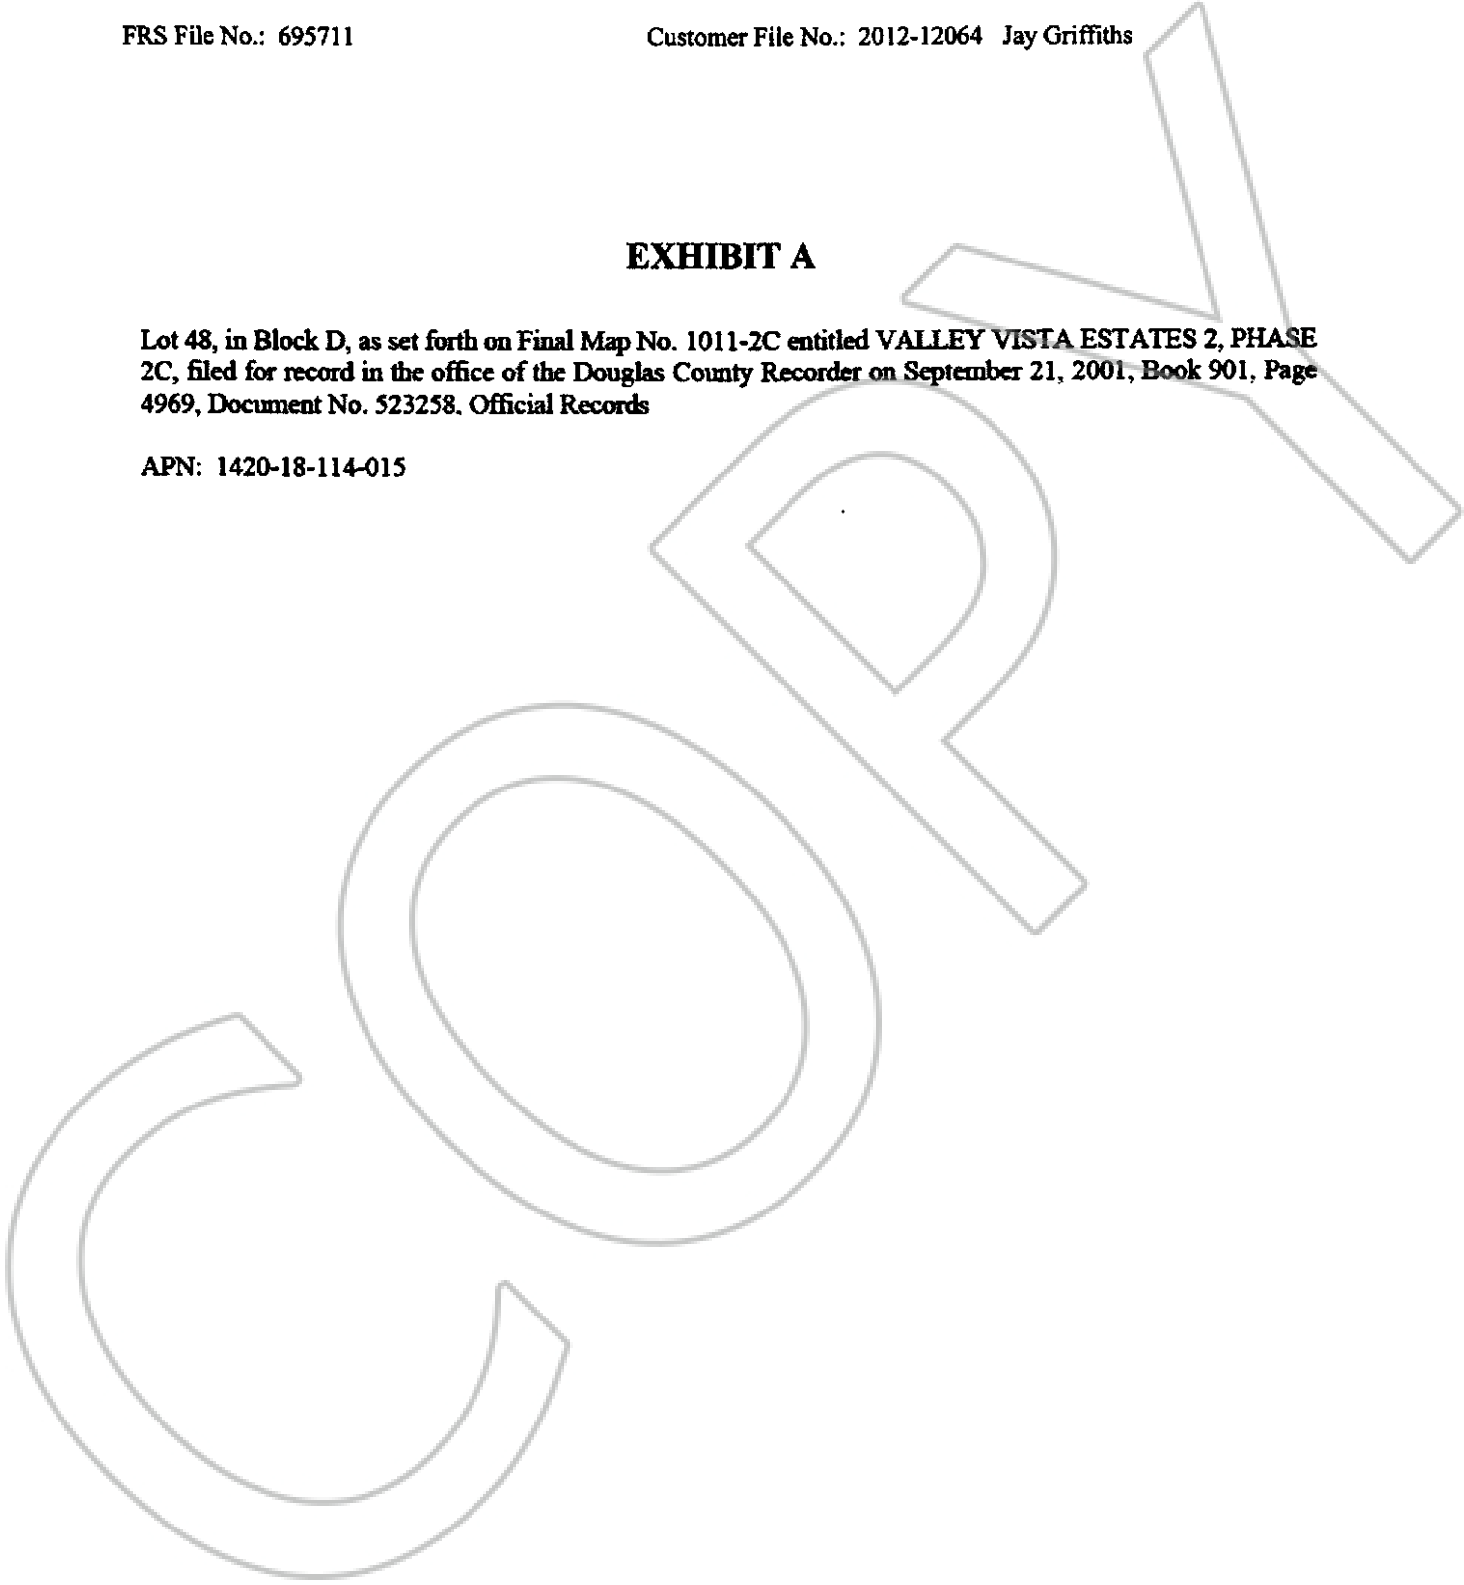 FRS File No.: 695711 Customer File No.: 2012-12064 Jay Griffiths
EXHIBIT A
Lot 48, in Block D, as set forth on Final Map No. 1011-2C entitled VALLEY VISTA ESTATES 2, PHASE
2C, filed for record in the office of the Douglas County Recorder on September 21, 2001, Book 901, Page
4969, Document No. 523258. Official Records
APN: 1420-18-114-015
COPY